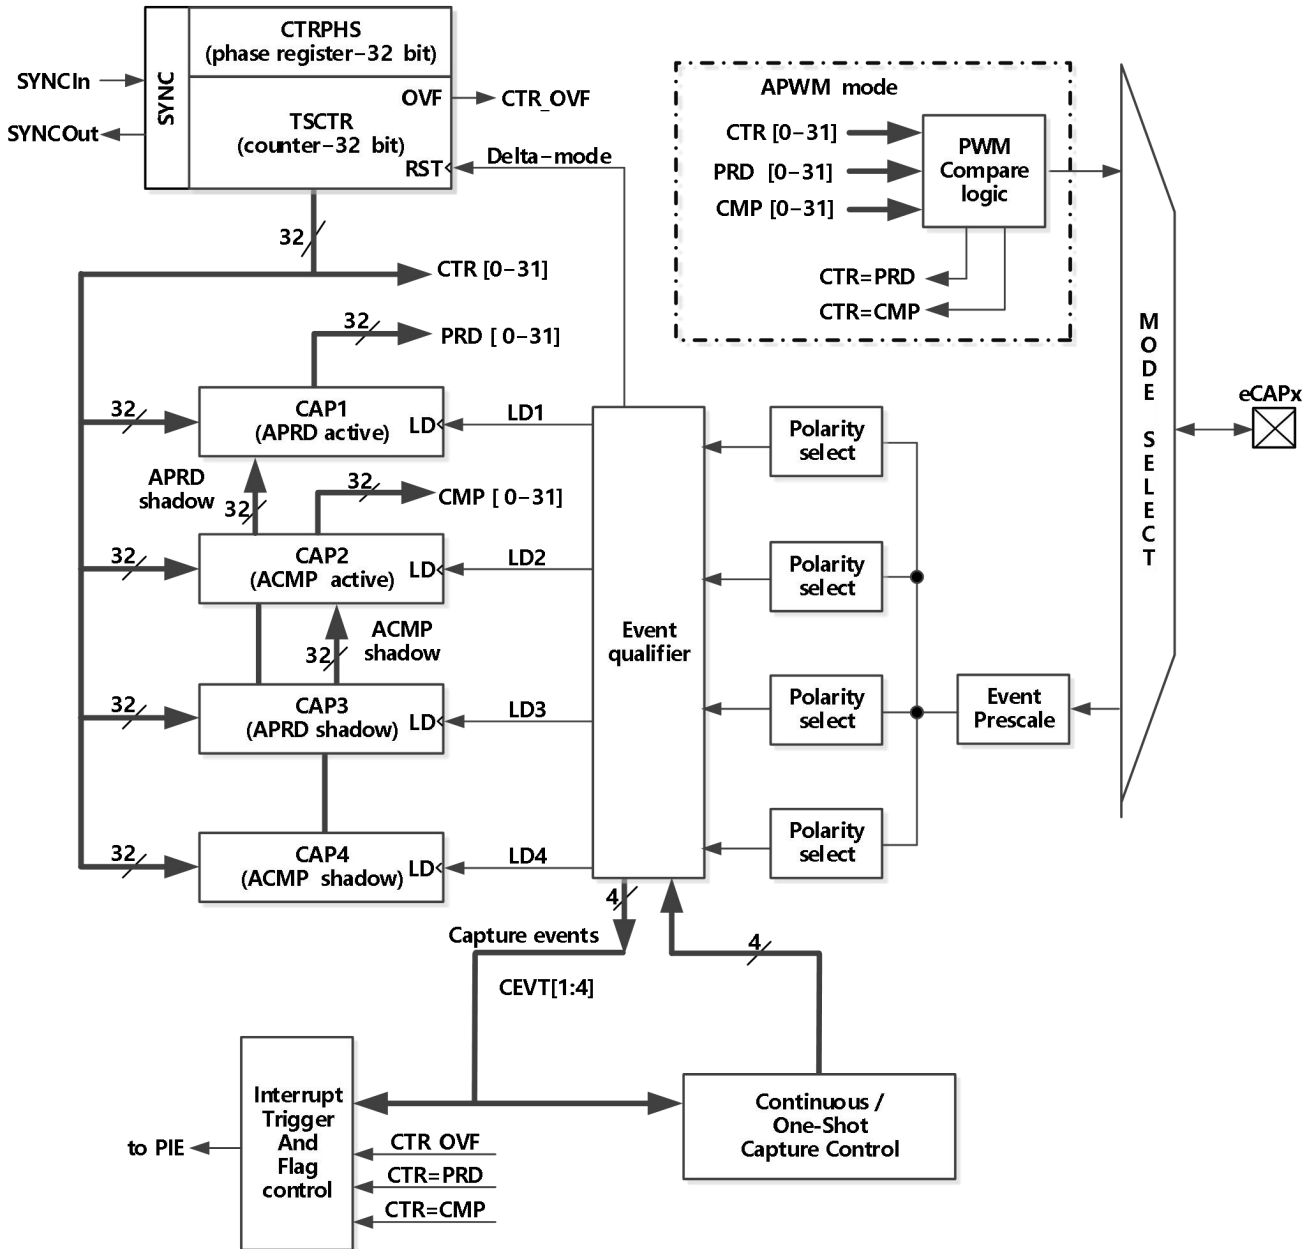 CTRPHS
(phase register-32 bit)
SYNC
SYNCIn
SYNCOut
OVF
CTR_OVF
TSCTR
(counter-32 bit)
RST
Delta-mode
32
CTR [0-31]
32
PRD [ 0-31]
APWM mode
CTR [0-31]
PRD [0-31]
CMP [0-31]
PWM
Compare
logic
CTR=PRD
CTR=CMP
MODE SELECT
eCAPx
32
CAP1
(APRD active)
LD
LD1
APRD
shadow
32
32
CMP [ 0-31]
32
CAP2
(ACMP active)
LD
LD2
ACMP
shadow
32
32
CAP3
(APRD shadow)
LD
LD3
32
CAP4
(ACMP shadow)
LD
LD4
Event
qualifier
Polarity
select
Polarity
select
Polarity
select
Polarity
select
Event
Prescale
4
Capture events
CEVT[1:4]
4
Interrupt
Trigger
And
Flag
control
to PIE
CTR OVF
CTR=PRD
CTR=CMP
Continuous /
One-Shot
Capture Control